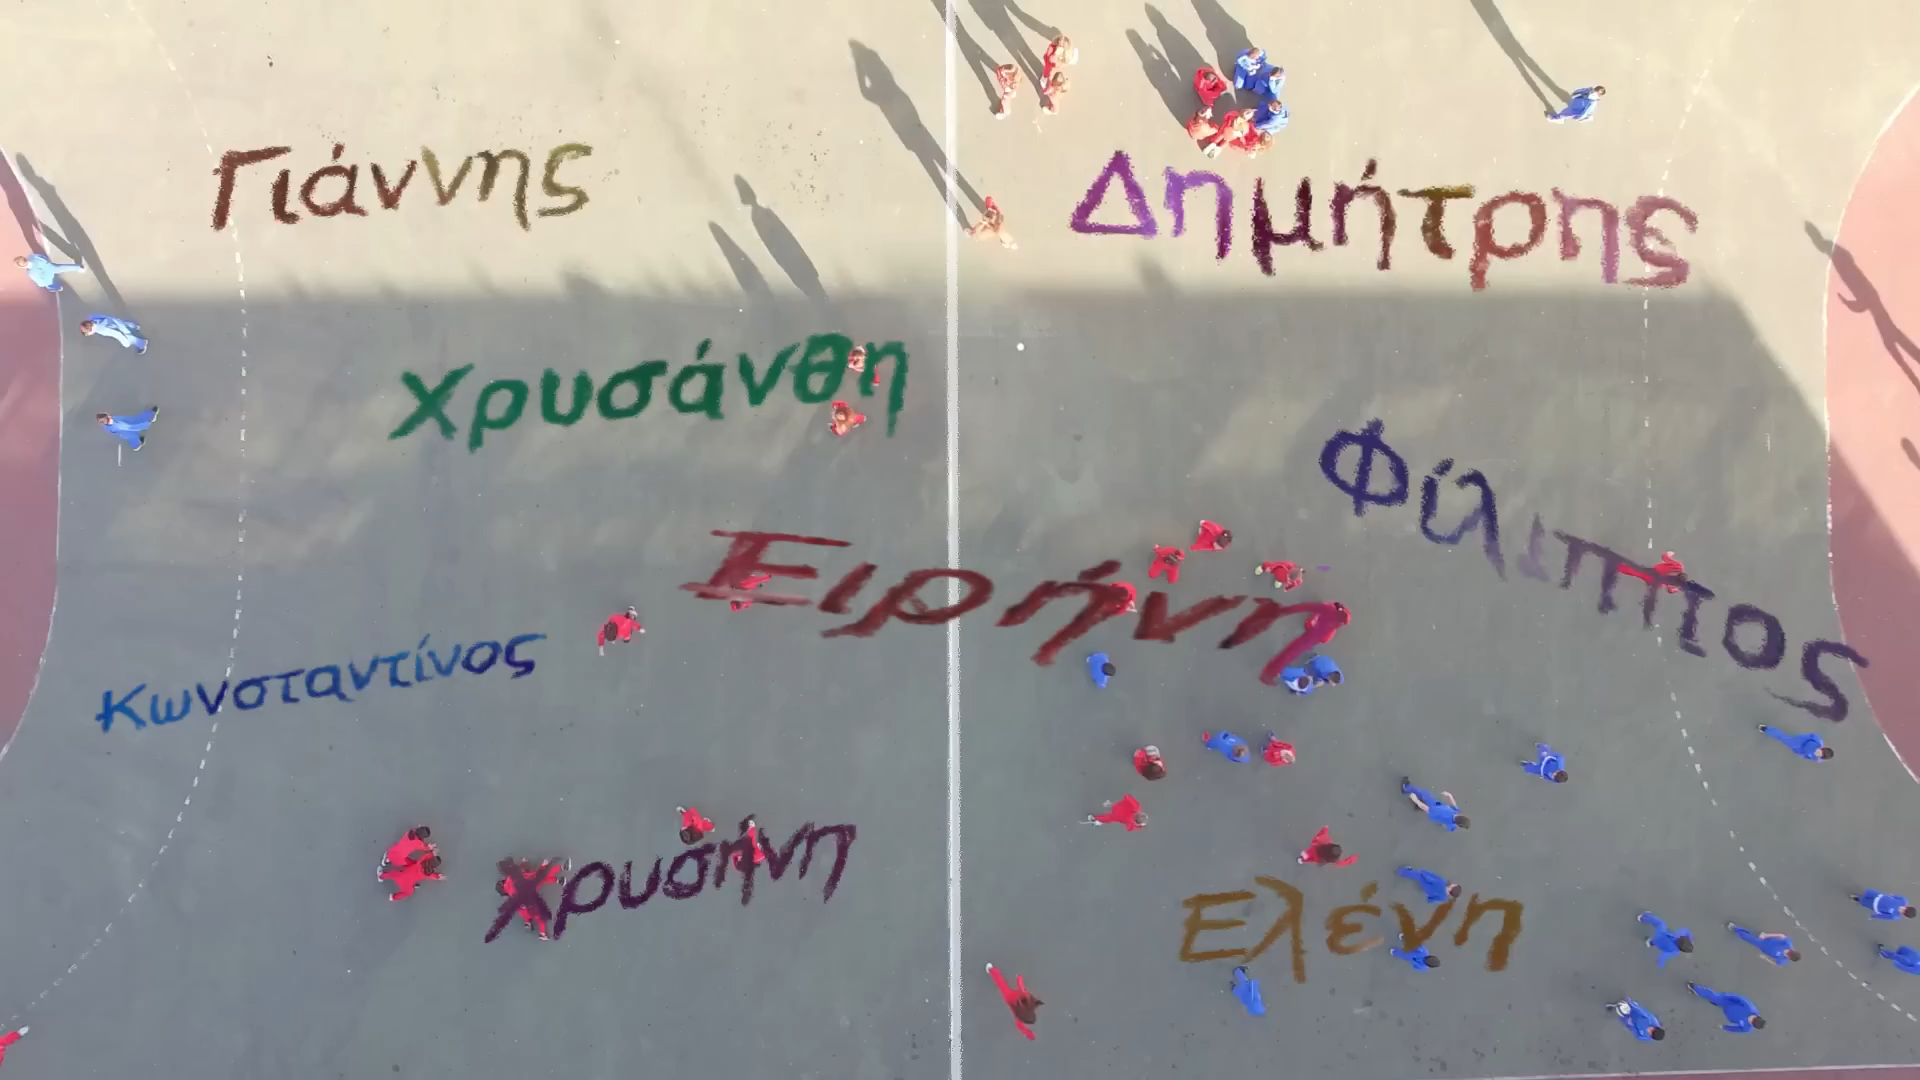 Γιάννης
Δημήτρης
Χρυσάνθη
Φίλιππος
Ειρήνη
Κωνσταντίνος
Χρυσήνη
Ελένη